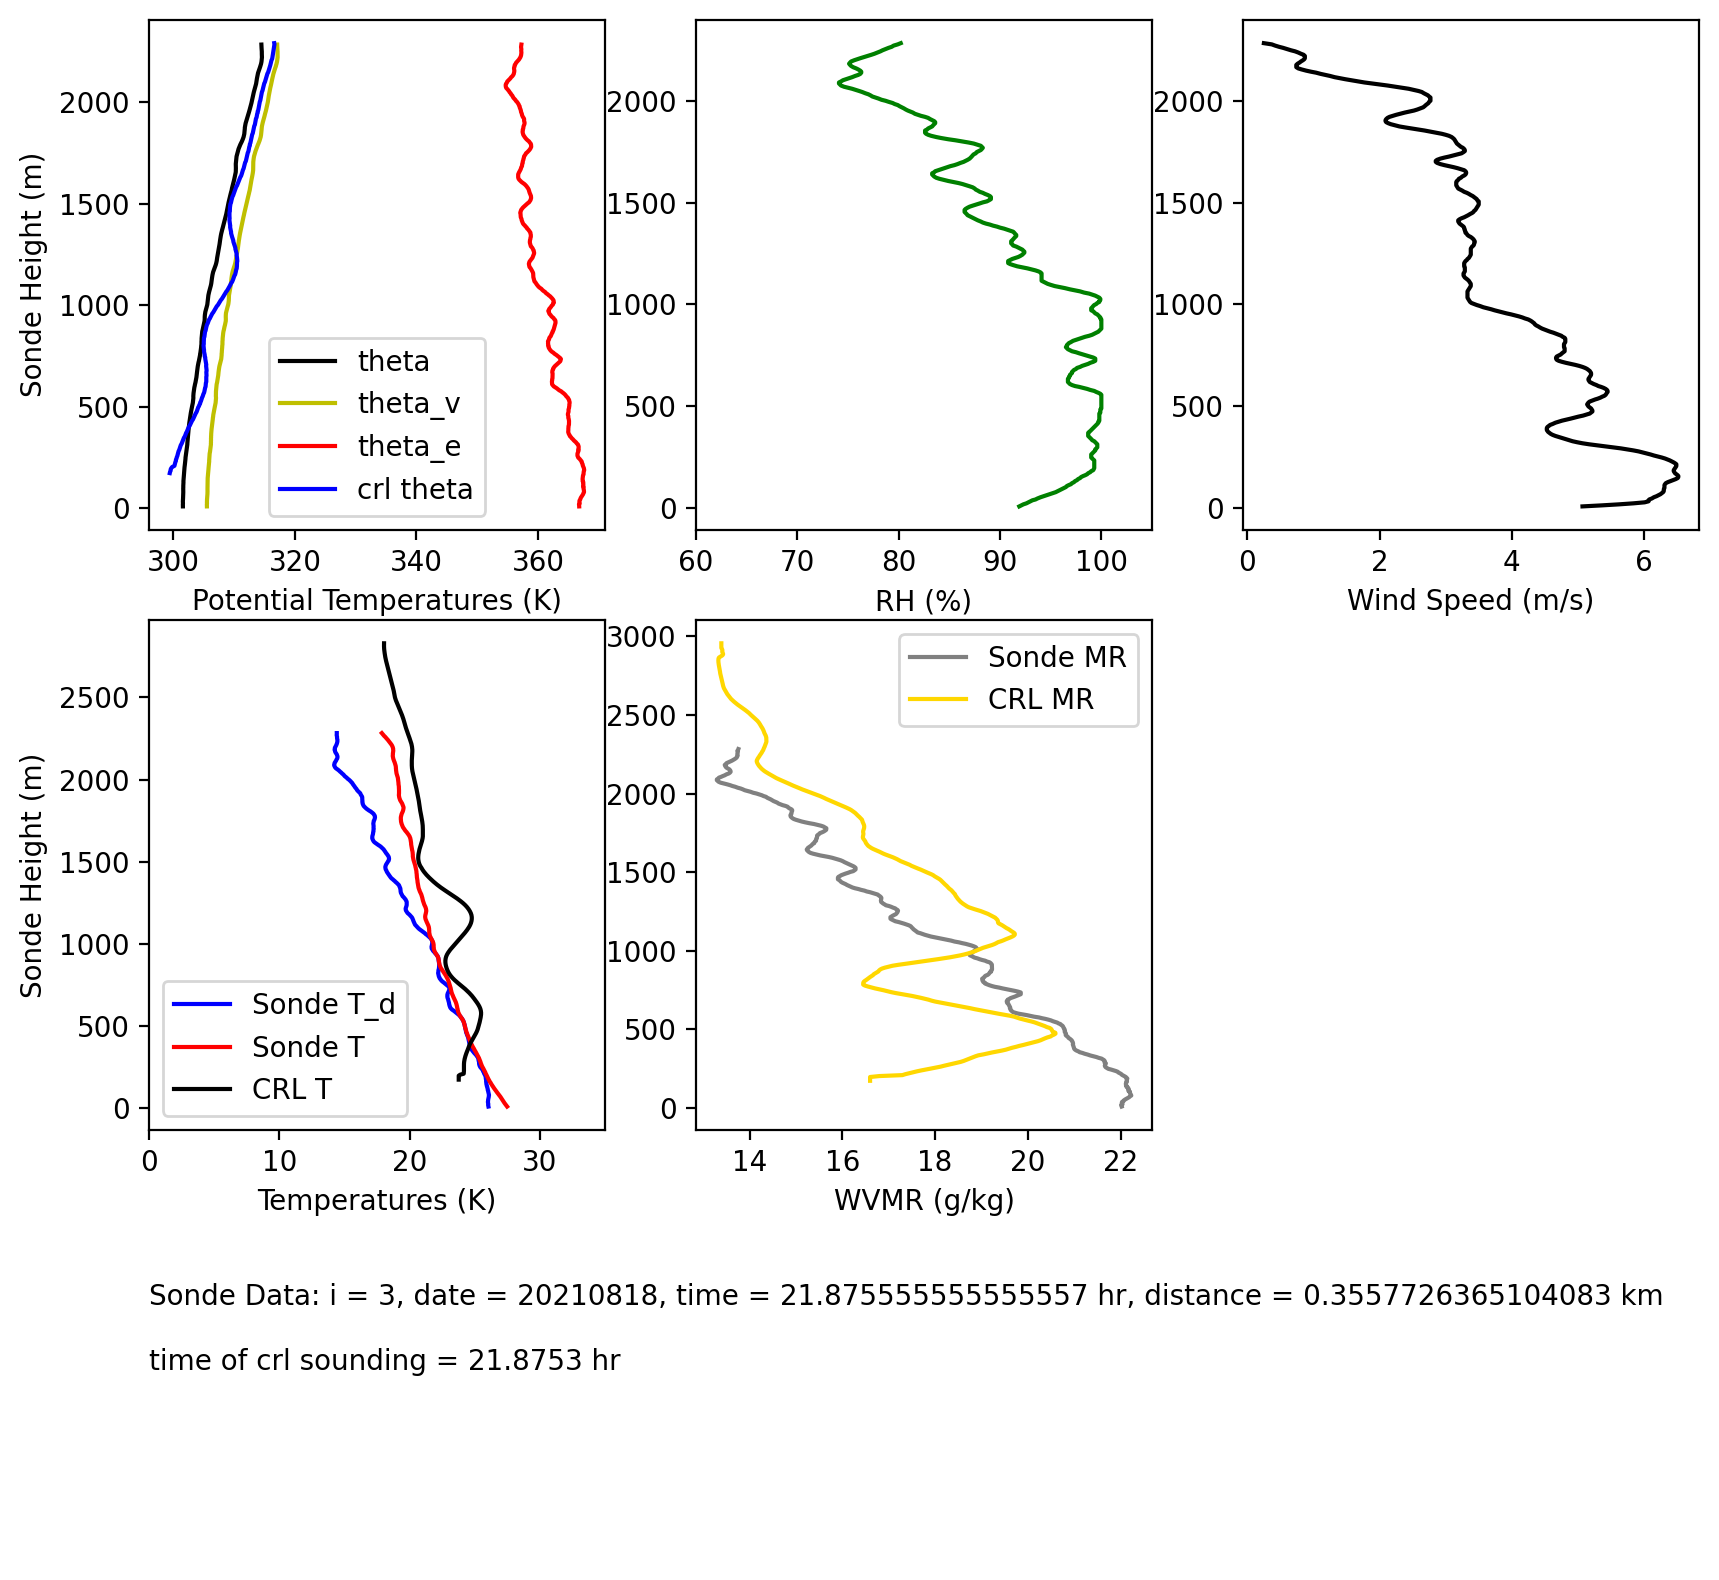 Sonde Height (m)
2000
1500
1000
500
0
theta
theta_v
theta_e
crl theta
300 320 340 360
Potential Temperatures (K)
2000
1500
1000
500
0
60 70 80 90 100
RH (%)
2000
1500
1000
500
0
0 2 4 6
Wind Speed (m/s)
Sonde Height (m)
2500
2000
1500
1000
500
0
Sonde T_d
Sonde T
CRL T
0 10 20 30
Temperatures (K)
3000
2500
2000
1500
1000
500
0
Sonde MR
CRL MR
14 16 18 20 22
WVMR (g/kg)
Sonde Data: i = 3, date = 20210818, time = 21.875555555555557 hr, distance = 0.3557726365104083 km
time of crl sounding = 21.8753 hr